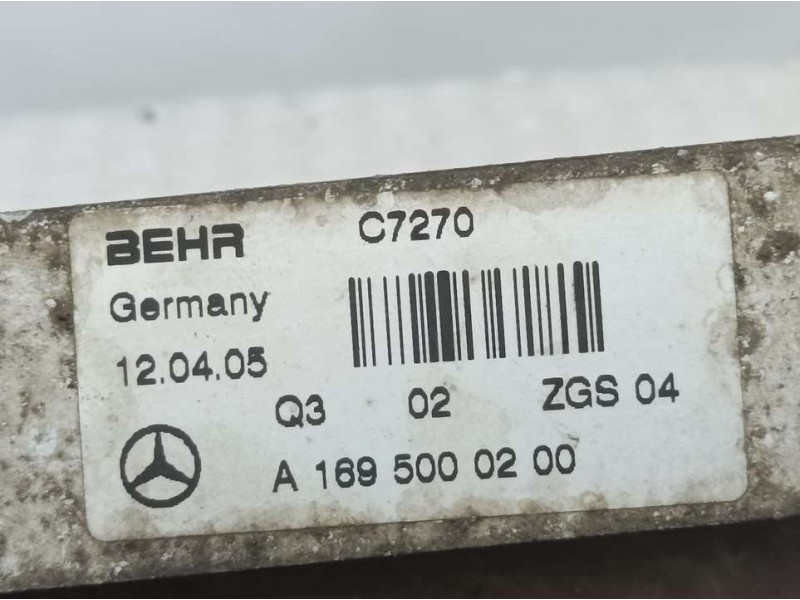 BEHR C7270
Germany
12.04.05
Q3 02 ZGS 04
A 169 500 02 00